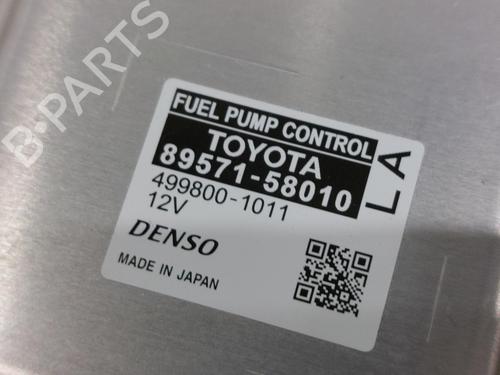 B-PARTS
FUEL PUMP CONTROL
TOYOTA
89571-58010
LA
499800-1011
12V
DENSO
MADE IN JAPAN